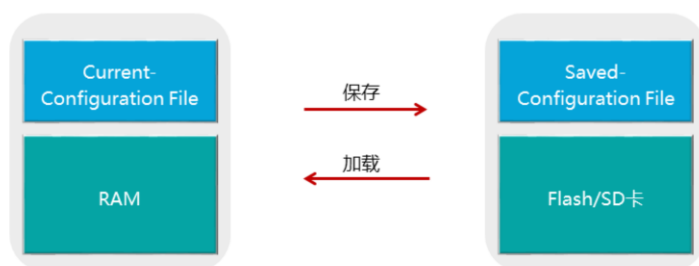 Current-
Configuration File
RAM
保存
加载
Saved-
Configuration File
Flash/SD卡